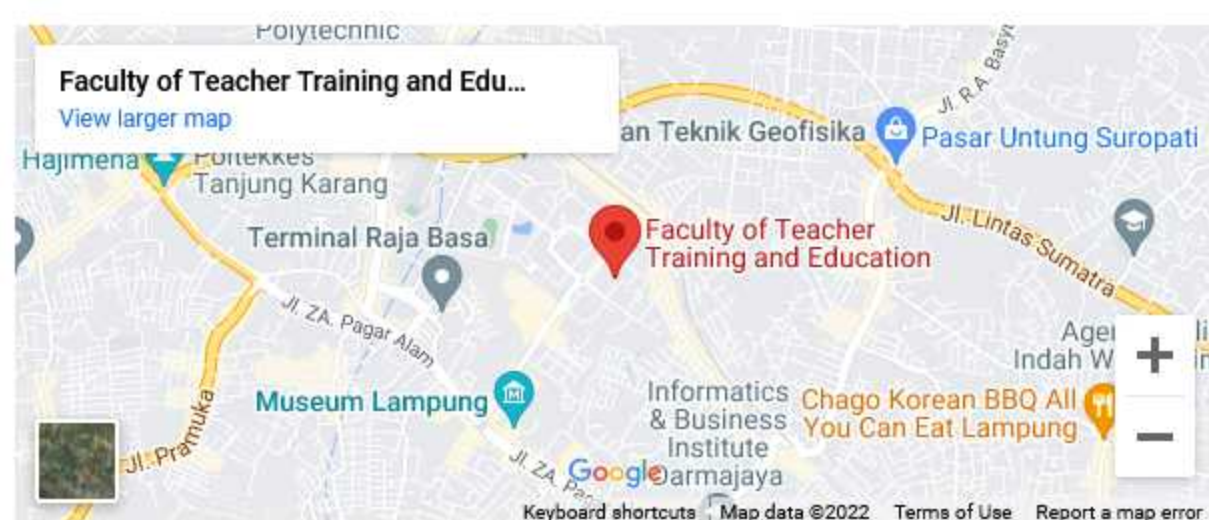 Polytechnic
Faculty of Teacher Training and Edu...
View larger map
Hajimena
Poltekkes
Tanjung Karang
an Teknik Geofisika
Pasar Untung Suropati
Jl. R.A. Basy
Terminal Raja Basa
Faculty of Teacher
Training and Education
Jl. Lintas Sumatra
Jl. ZA. Pagar Alam
Jl. Pramuka
Museum Lampung
Informatics
& Business
Institute
Darmajaya
Chago Korean BBQ All
You Can Eat Lampung
Indah W
Jl. ZA. Pa
Google
Keyboard shortcuts
Map data ©2022
Terms of Use
Report a map error